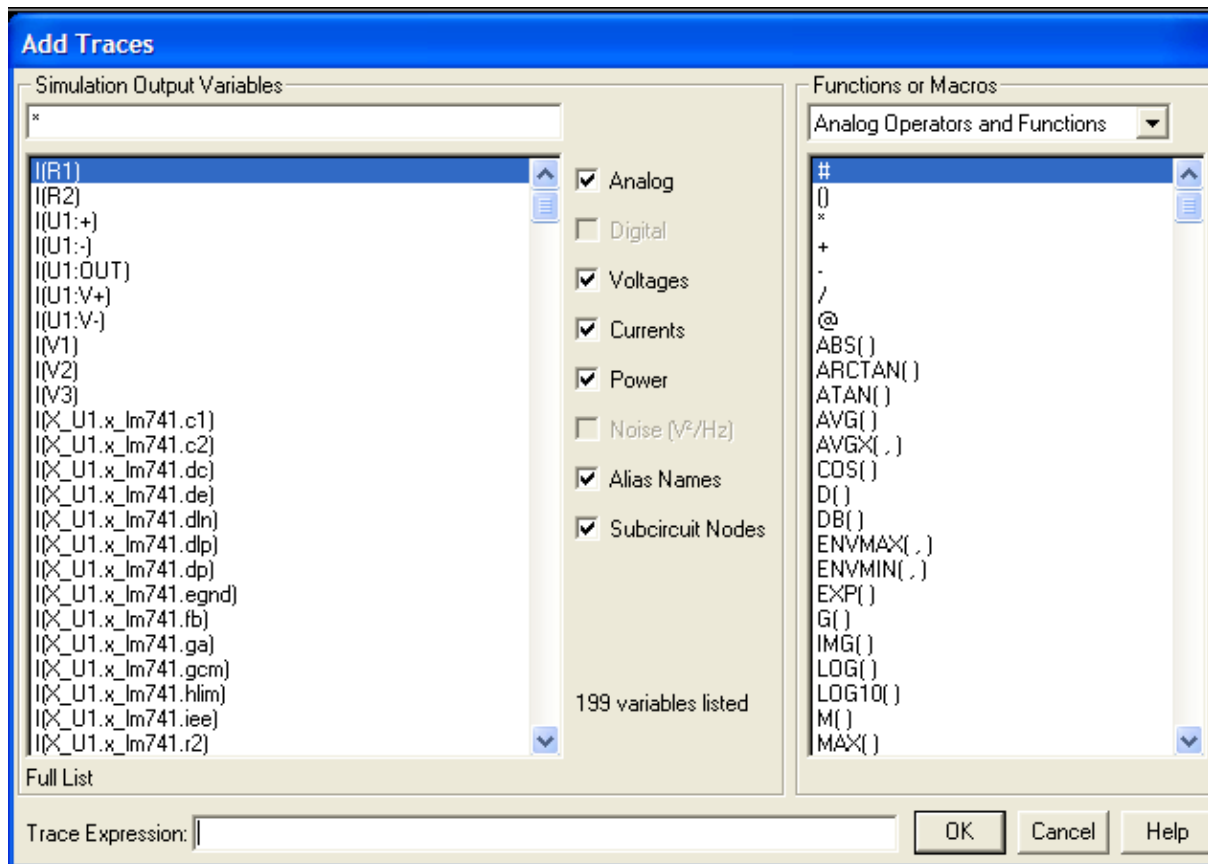 Add Traces
Simulation Output Variables
*
I(R1)
I(R2)
I(U1:+)
I(U1:-)
I(U1:OUT)
I(U1:V+)
I(U1:V-)
I(V1)
I(V2)
I(V3)
I(X_U1.x_lm741.c1)
I(X_U1.x_lm741.c2)
I(X_U1.x_lm741.dc)
I(X_U1.x_lm741.de)
I(X_U1.x_lm741.dln)
I(X_U1.x_lm741.dlp)
I(X_U1.x_lm741.dp)
I(X_U1.x_lm741.egnd)
I(X_U1.x_lm741.fb)
I(X_U1.x_lm741.ga)
I(X_U1.x_lm741.gcm)
I(X_U1.x_lm741.hlim)
I(X_U1.x_lm741.iee)
I(X_U1.x_lm741.r2)
Full List
Analog
Digital
Voltages
Currents
Power
Noise (V²/Hz)
Alias Names
Subcircuit Nodes
199 variables listed
Functions or Macros
Analog Operators and Functions
#
()
*
+
-
/
@
ABS( )
ARCTAN( )
ATAN( )
AVG( )
AVGX( , )
COS( )
D( )
DB( )
ENVMAX( , )
ENVMIN( , )
EXP( )
G( )
IMG( )
LOG( )
LOG10( )
M( )
MAX( )
Trace Expression:
OK
Cancel
Help